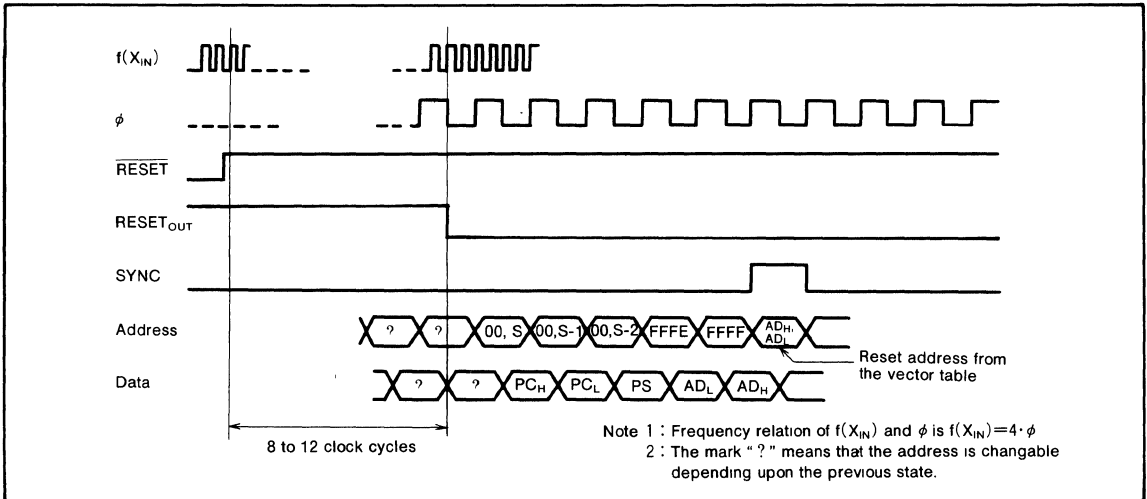 f(XIN)
ϕ
RESET
RESETOUT
SYNC
Address ? ? 00, S 00,S-1 00,S-2 FFFE FFFF ADH, ADL
Reset address from
the vector table
Data ? ? PCH PCL PS ADL ADH
8 to 12 clock cycles
Note 1 : Frequency relation of f(XIN) and ϕ is f(XIN)=4·ϕ
2 : The mark "?" means that the address is changable
depending upon the previous state.